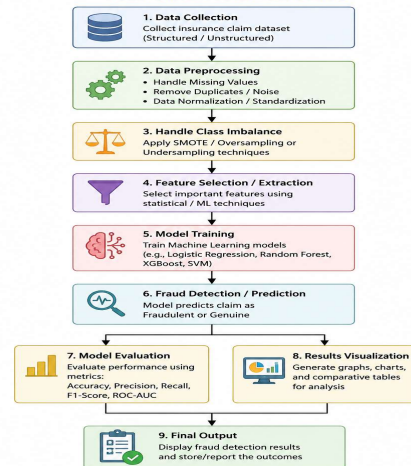 1. Data Collection
Collect insurance claim dataset
(Structured / Unstructured)
2. Data Preprocessing
• Handle Missing Values
• Remove Duplicates / Noise
• Data Normalization / Standardization
3. Handle Class Imbalance
Apply SMOTE / Oversampling or
Undersampling techniques
4. Feature Selection / Extraction
Select important features using
statistical / ML techniques
5. Model Training
Train Machine Learning models
(e.g., Logistic Regression, Random Forest,
XGBoost, SVM)
6. Fraud Detection / Prediction
Model predicts claim as
Fraudulent or Genuine
7. Model Evaluation
Evaluate performance using
metrics:
Accuracy, Precision, Recall,
F1-Score, ROC-AUC
8. Results Visualization
Generate graphs, charts,
and comparative tables
for analysis
9. Final Output
Display fraud detection results
and store/report the outcomes